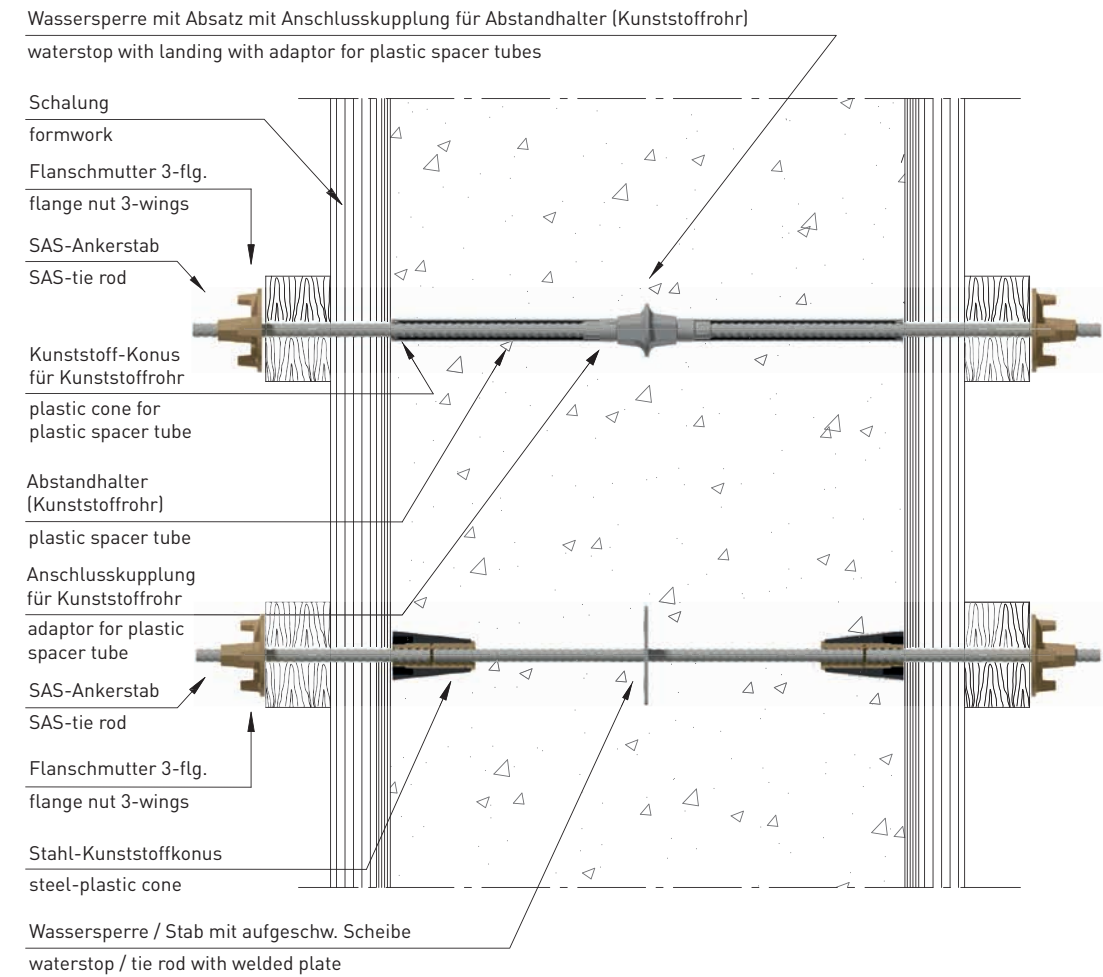 Wassersperre mit Absatz mit Anschlusskupplung für Abstandhalter (Kunststoffrohr)
waterstop with landing with adaptor for plastic spacer tubes
Schalung
formwork
Flanschmutter 3-flg.
flange nut 3-wings
SAS-Ankerstab
SAS-tie rod
Kunststoff-Konus
für Kunststoffrohr
plastic cone for
plastic spacer tube
Abstandhalter
(Kunststoffrohr)
plastic spacer tube
Anschlusskupplung
für Kunststoffrohr
adaptor for plastic
spacer tube
SAS-Ankerstab
SAS-tie rod
Flanschmutter 3-flg.
flange nut 3-wings
Stahl-Kunststoffkonus
steel-plastic cone
Wassersperre / Stab mit aufgeschw. Scheibe
waterstop / tie rod with welded plate